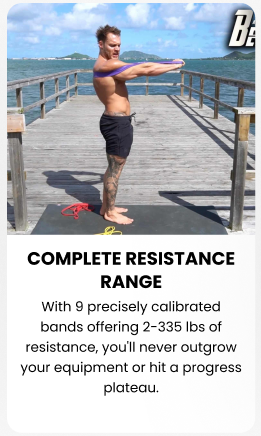 COMPLETE RESISTANCE
RANGE
With 9 precisely calibrated
bands offering 2-335 lbs of
resistance, you'll never outgrow
your equipment or hit a progress
plateau.